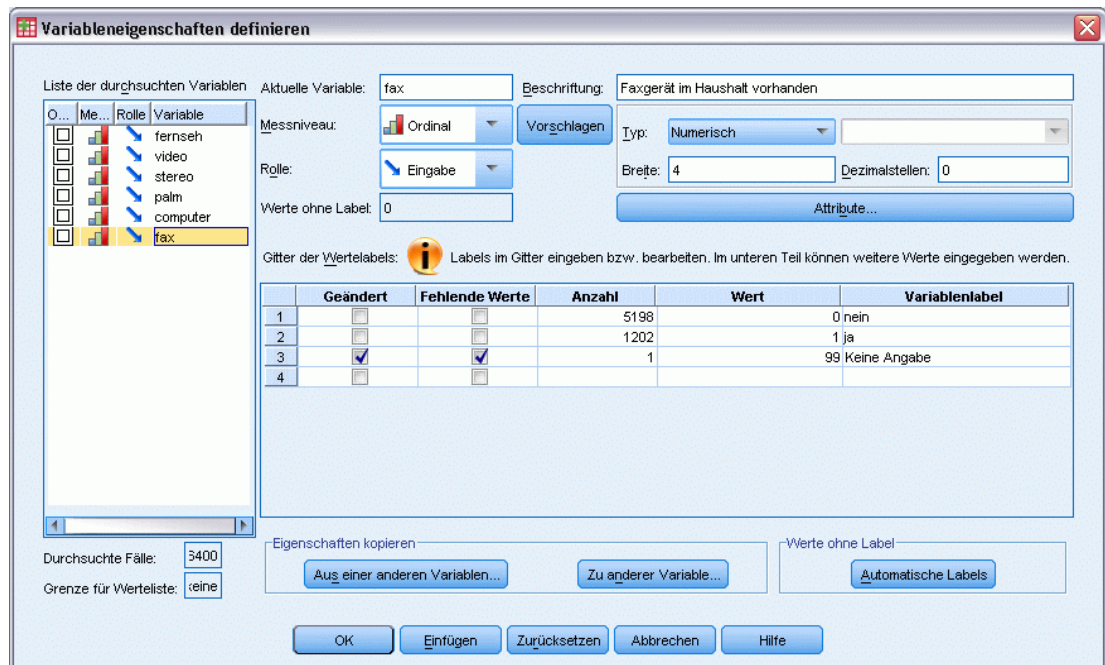 Variableneigenschaften definieren
Liste der durchsuchten Variablen
O... Me... Rolle Variable
fernseh
video
stereo
palm
computer
fax
Durchsuchte Fälle: 3400
Grenze für Werteliste: keine
Aktuelle Variable: fax
Beschriftung: Faxgerät im Haushalt vorhanden
Messniveau: Ordinal
Vorschlagen
Typ: Numerisch
Rolle: Eingabe
Breite: 4
Dezimalstellen: 0
Werte ohne Label: 0
Attribute...
Gitter der Wertelabels: i Labels im Gitter eingeben bzw. bearbeiten. Im unteren Teil können weitere Werte eingegeben werden.
Geändert Fehlende Werte Anzahl Wert Variablenlabel
1 5198 0 nein
2 1202 1 ja
3 1 99 Keine Angabe
4
Eigenschaften kopieren
Aus einer anderen Variablen... Zu anderer Variable...
Werte ohne Label
Automatische Labels
OK Einfügen Zurücksetzen Abbrechen Hilfe